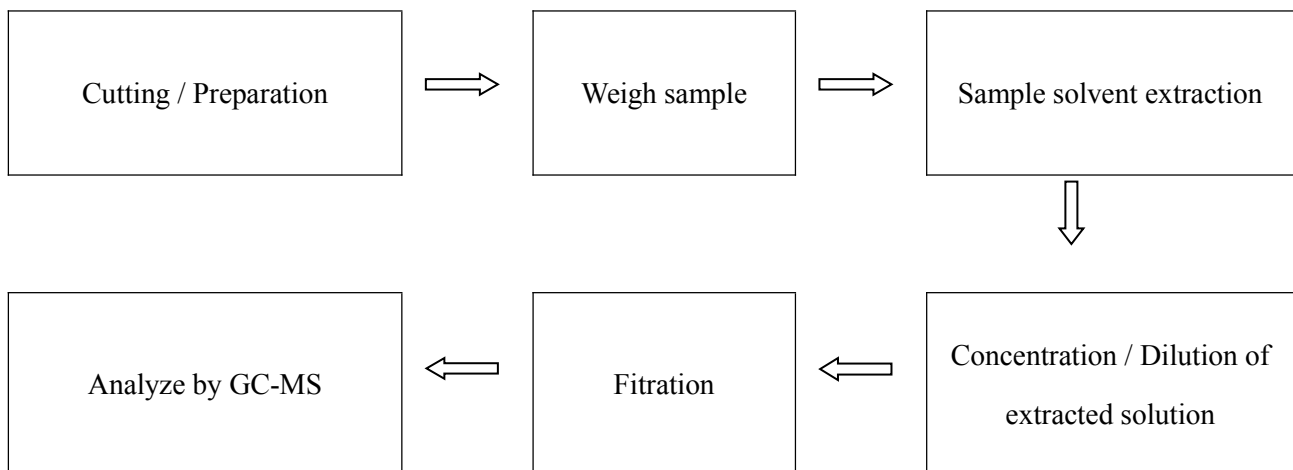 Cutting / Preparation
Weigh sample
Sample solvent extraction
Concentration / Dilution of
extracted solution
Fitration
Analyze by GC-MS